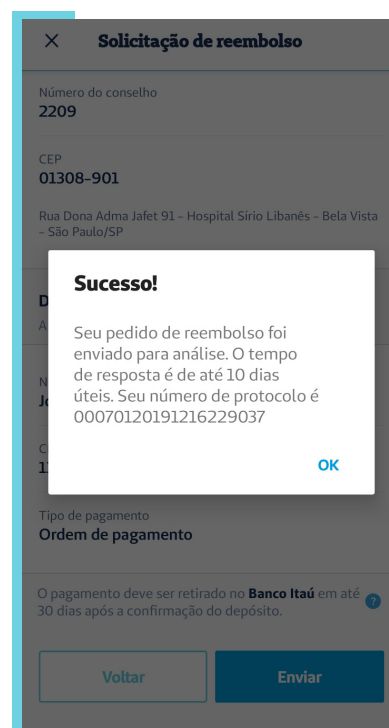 Solicitação de reembolso
Número do conselho
2209
CEP
01308-901
Rua Dona Adma Jafet 91 - Hospital Sírio Libanês - Bela Vista
- São Paulo/SP
Sucesso!
Seu pedido de reembolso foi
enviado para análise. O tempo
de resposta é de até 10 dias
úteis. Seu número de protocolo é
00070120191216229037
OK
Tipo de pagamento
Ordem de pagamento
O pagamento deve ser retirado no Banco Itaú em até
30 dias após a confirmação do depósito.
?
Voltar
Enviar